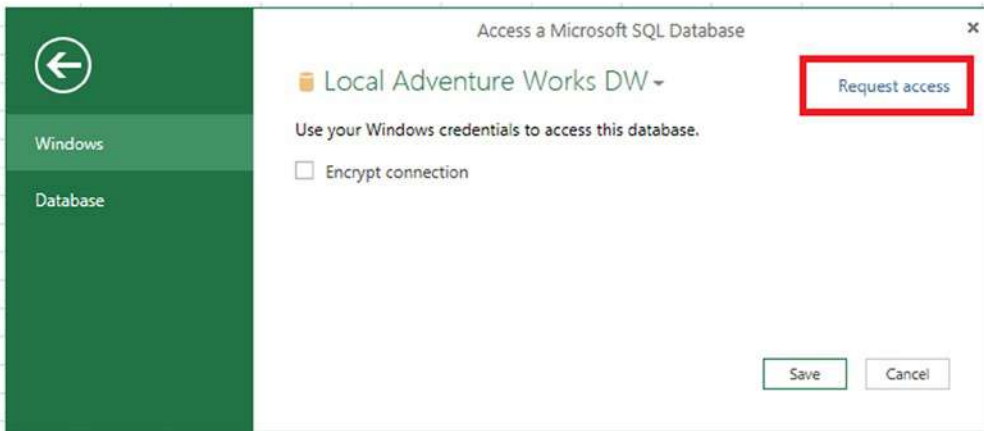 Access a Microsoft SQL Database
Local Adventure Works DW
Request access
Windows
Use your Windows credentials to access this database.
Encrypt connection
Database
Save
Cancel